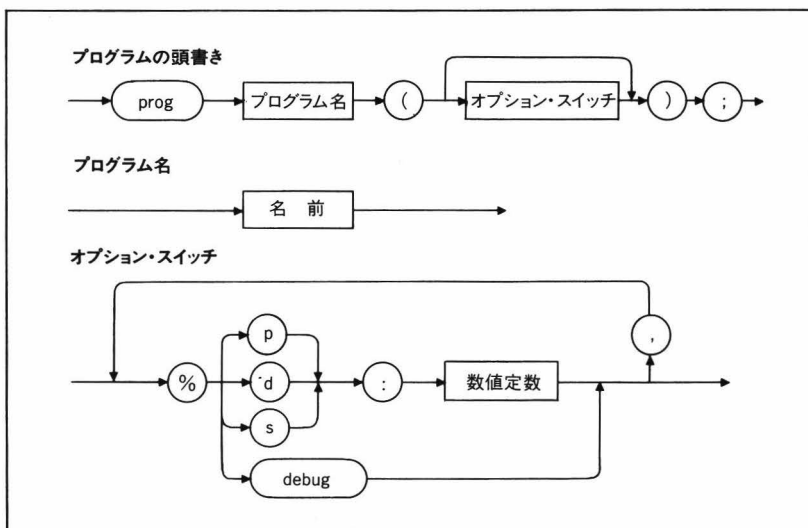 プログラムの頭書き
prog プログラム名 ( オプション・スイッチ ) ;
プログラム名
名 前
オプション・スイッチ
,
p
% d : 数値定数
s
debug